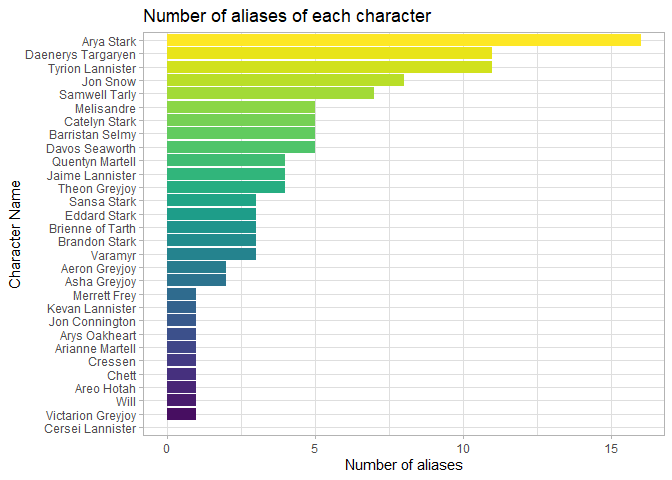 Number of aliases of each character
Character Name
Arya Stark
Daenerys Targaryen
Tyrion Lannister
Jon Snow
Samwell Tarly
Melisandre
Catelyn Stark
Barristan Selmy
Davos Seaworth
Quentyn Martell
Jaime Lannister
Theon Greyjoy
Sansa Stark
Eddard Stark
Brienne of Tarth
Brandon Stark
Varamyr
Aeron Greyjoy
Asha Greyjoy
Merrett Frey
Kevan Lannister
Jon Connington
Arys Oakheart
Arianne Martell
Cressen
Chett
Areo Hotah
Will
Victarion Greyjoy
Cersei Lannister
0 5 10 15
Number of aliases